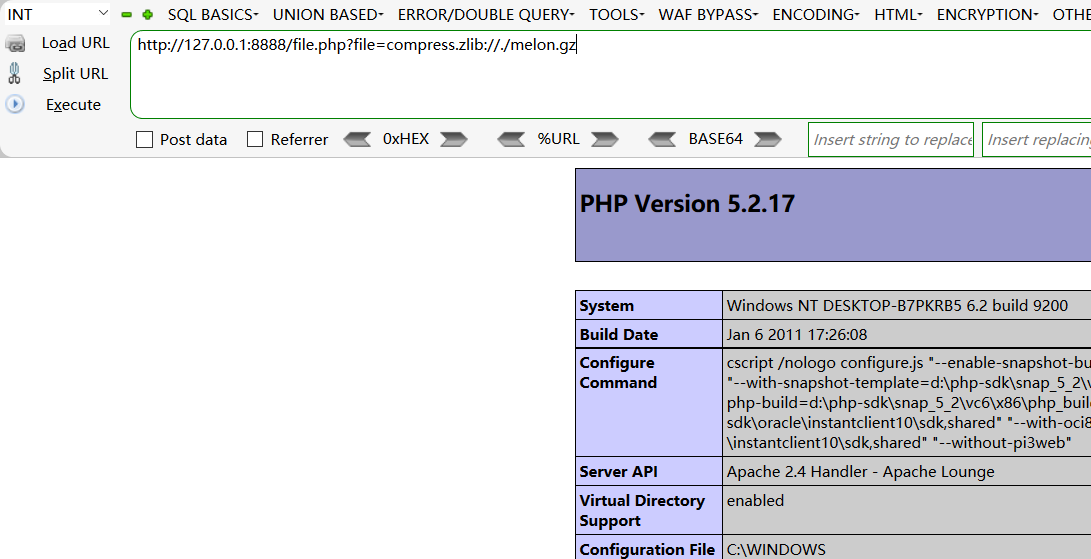 INT SQL BASICS UNION BASED ERROR/DOUBLE QUERY TOOLS WAF BYPASS ENCODING HTML ENCRYPTION OTHE
Load URL http://127.0.0.1:8888/file.php?file=compress.zlib://./melon.gz
Split URL
Execute
Post data Referrer 0xHEX %URL BASE64 Insert string to replace Insert replacing
PHP Version 5.2.17
System Windows NT DESKTOP-B7PKRB5 6.2 build 9200
Build Date Jan 6 2011 17:26:08
Configure Command cscript /nologo configure.js "--enable-snapshot-bu
"--with-snapshot-template=d:\php-sdk\snap_5_2\v
php-build=d:\php-sdk\snap_5_2\vc6\x86\php_build
sdk\oracle\instantclient10\sdk,shared" "--with-oci8
\instantclient10\sdk,shared" "--without-pi3web"
Server API Apache 2.4 Handler - Apache Lounge
Virtual Directory Support enabled
Configuration File C:\WINDOWS